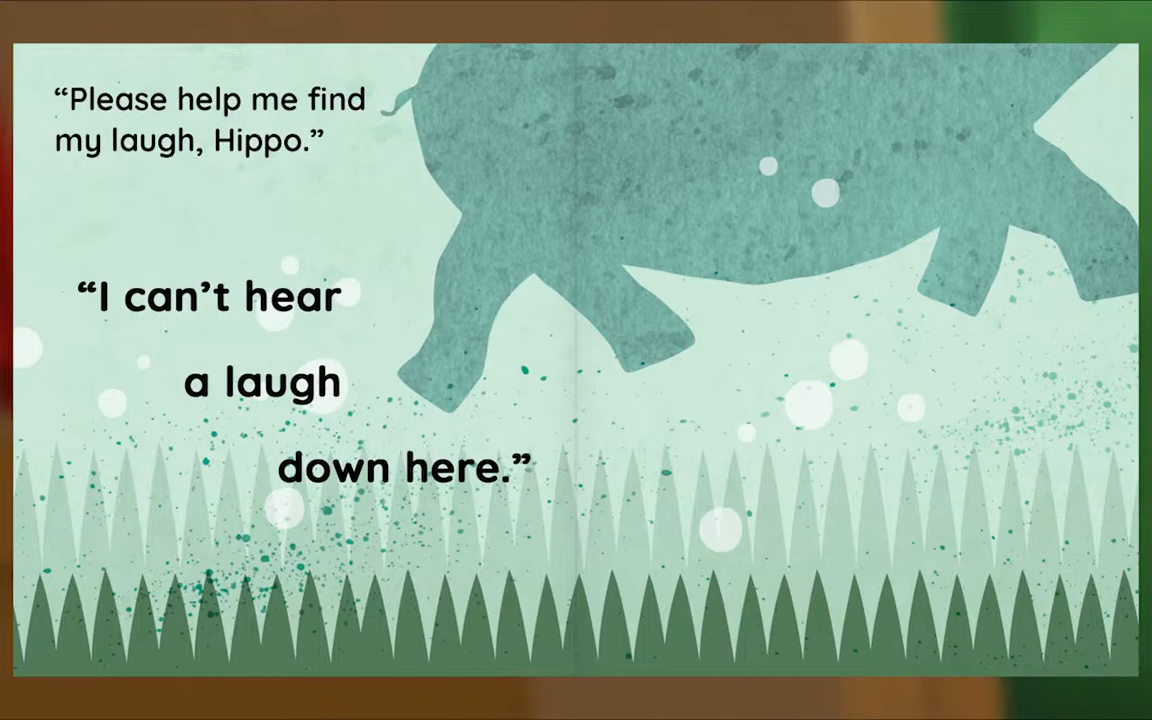 “Please help me find
my laugh, Hippo.”
“I can’t hear
a laugh
down here.”